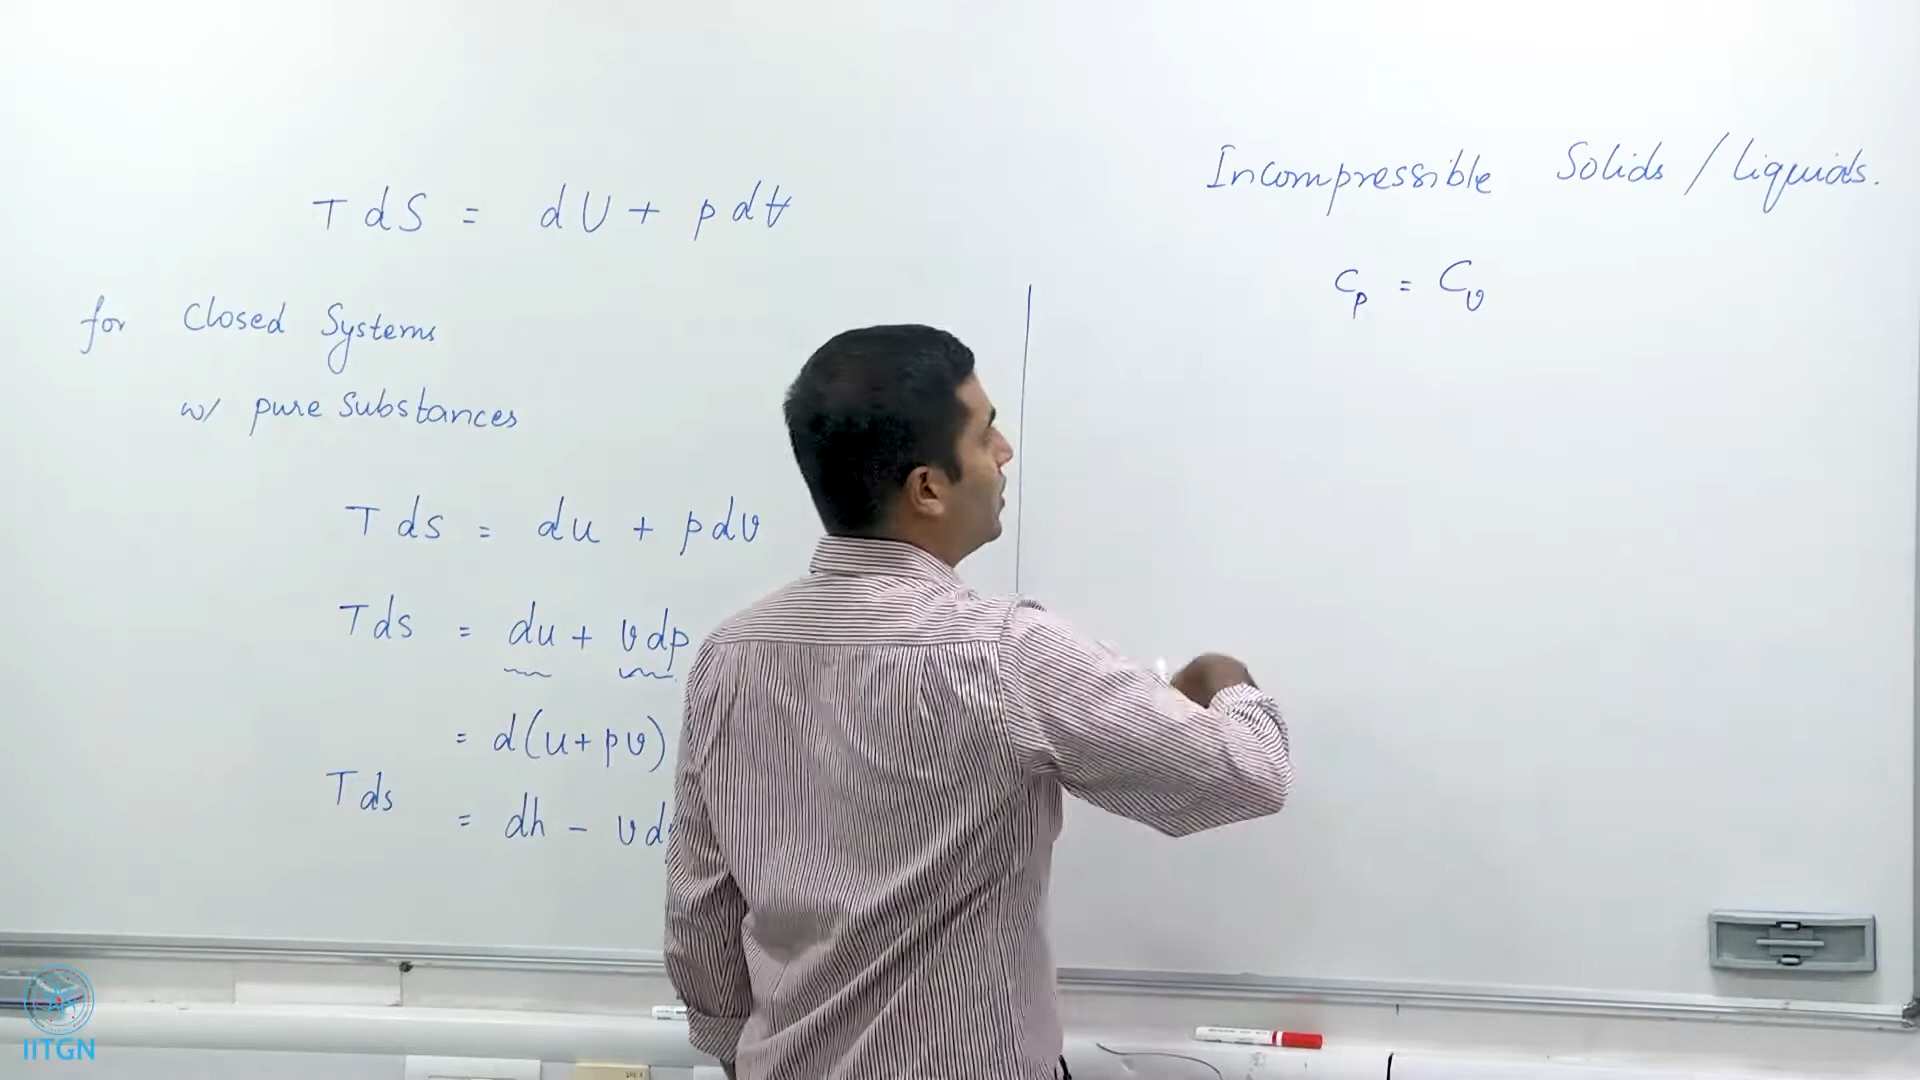 T dS = dU + p dV
for Closed Systems
w/ pure Substances
T ds = du + p dv
Tds = du + v dp
= d(u+pv)
Tds
= dh - v d
Incompressible Solids / Liquids.
Cp = Cv
IITGN